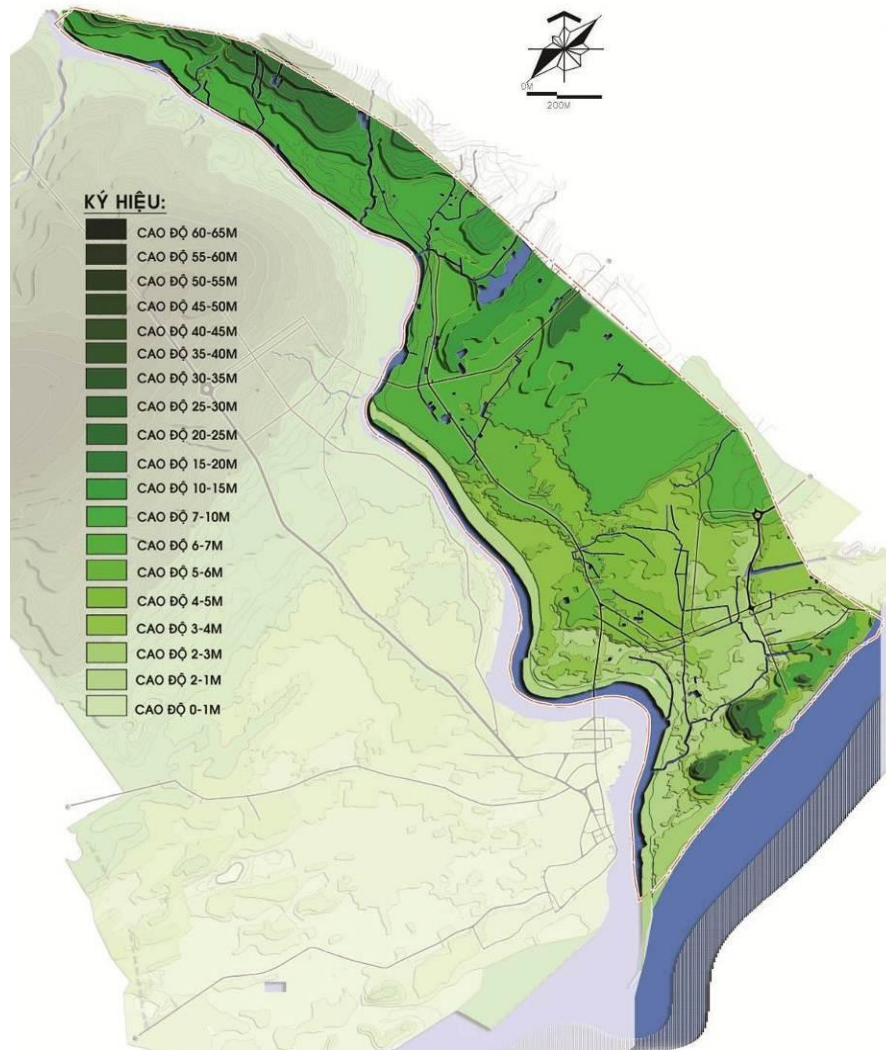 0M
200M
KÝ HIỆU:
CAO ĐỘ 60-65M
CAO ĐỘ 55-60M
CAO ĐỘ 50-55M
CAO ĐỘ 45-50M
CAO ĐỘ 40-45M
CAO ĐỘ 35-40M
CAO ĐỘ 30-35M
CAO ĐỘ 25-30M
CAO ĐỘ 20-25M
CAO ĐỘ 15-20M
CAO ĐỘ 10-15M
CAO ĐỘ 7-10M
CAO ĐỘ 6-7M
CAO ĐỘ 5-6M
CAO ĐỘ 4-5M
CAO ĐỘ 3-4M
CAO ĐỘ 2-3M
CAO ĐỘ 2-1M
CAO ĐỘ 0-1M